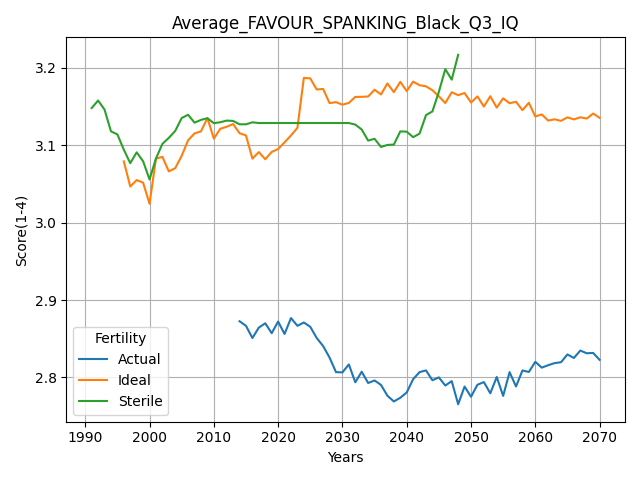 Average_FAVOUR_SPANKING_Black_Q3_IQ
Score(1-4)
3.2
3.1
3.0
2.9
2.8
Fertility
Actual
Ideal
Sterile
1990 2000 2010 2020 2030 2040 2050 2060 2070
Years